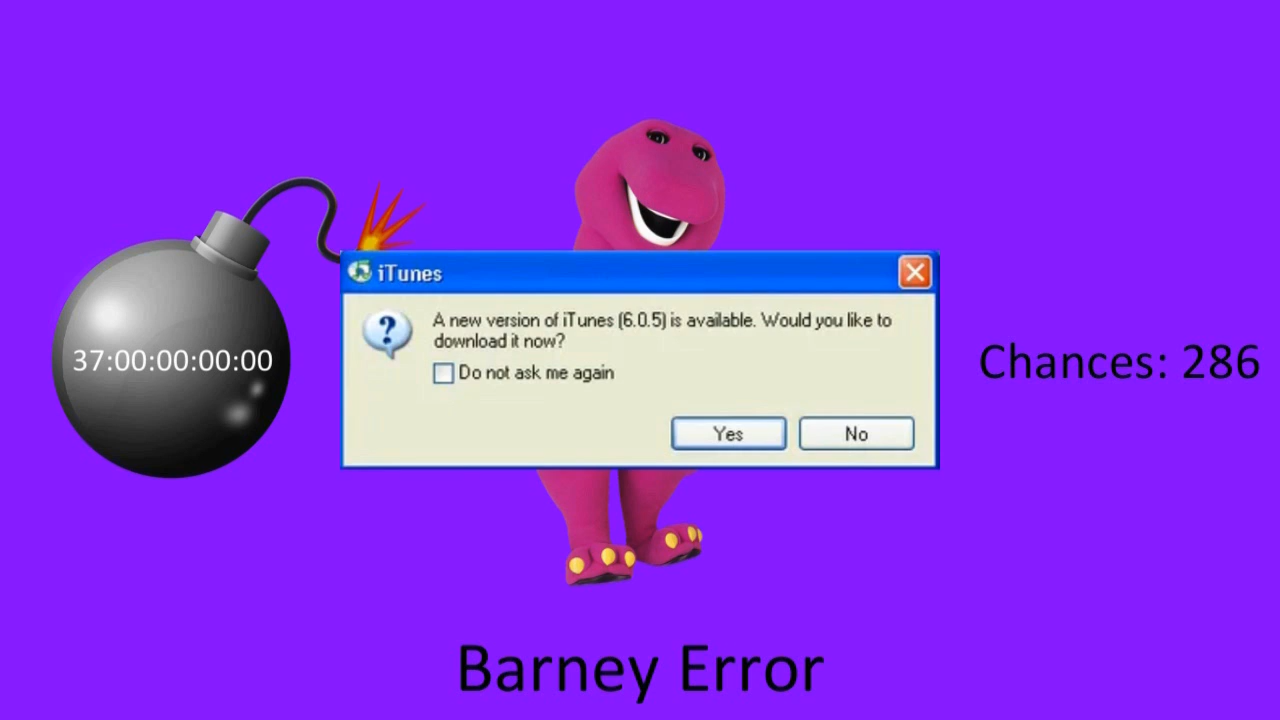 iTunes
A new version of iTunes (6.0.5) is available. Would you like to
download it now?
Do not ask me again
Yes No
37:00:00:00:00
Chances: 286
Barney Error